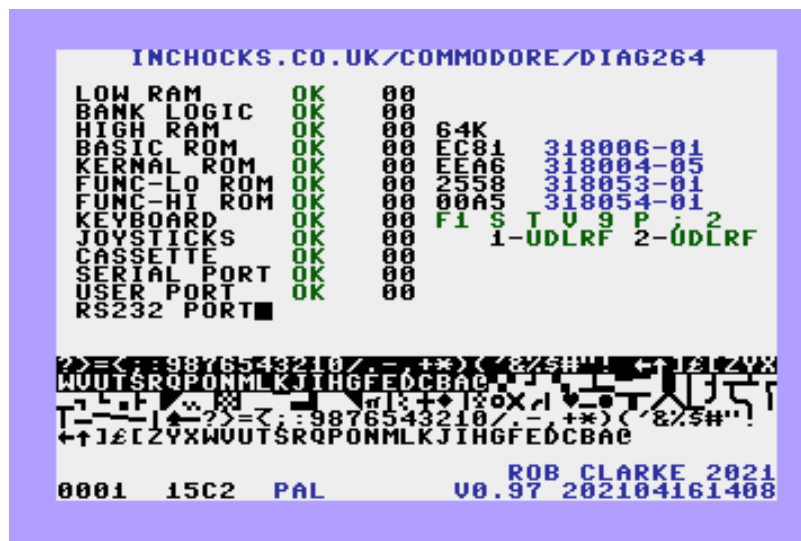 INCHOCKS.CO.UK/COMMODORE/DIAG264
LOW RAM OK 00
BANK LOGIC OK 00
HIGH RAM OK 00 64K
BASIC ROM OK 00 EC81 318006-01
KERNAL ROM OK 00 EEA6 318004-05
FUNC-LO ROM OK 00 2558 318053-01
FUNC-HI ROM OK 00 00A5 318054-01
KEYBOARD OK 00 F1 S T V 9 P ; 2
JOYSTICKS OK 00 1-UDLRF 2-UDLRF
CASSETTE OK 00
SERIAL PORT OK 00
USER PORT OK 00
RS232 PORT
?>=<;:9876543210/.-,+*)('&%$#"! ←↑]£[ZYX
WVUTSRQPONMLKJIHGFEDCBA@
?>=<;:9876543210/.-,+*)('&%$#"!
←↑]£[ZYXWVUTSRQPONMLKJIHGFEDCBA@
ROB CLARKE 2021
0001 15C2 PAL V0.97 202104161408